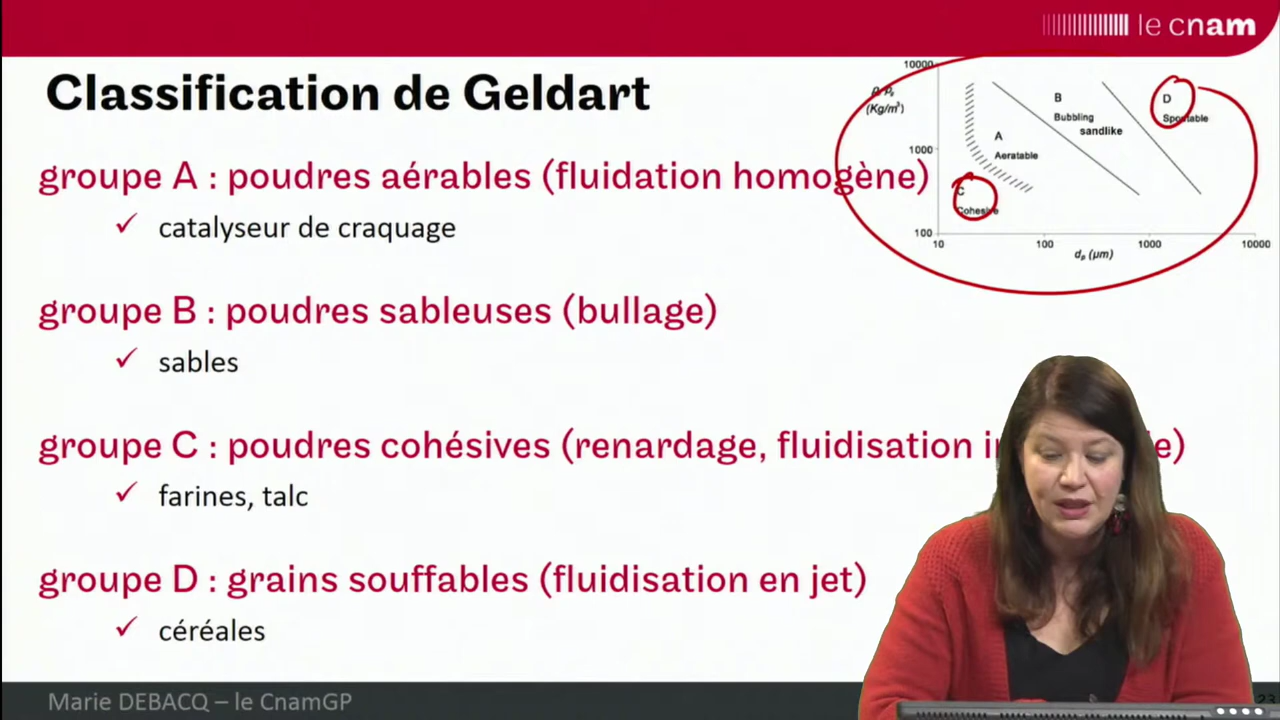 le cnam
Classification de Geldart
10000
(Kg/m³)
1000
100
10
100
1000
10000
dp (µm)
A
Aeratable
B
Bubbling
sandlike
C
Cohesive
D
Spoutable
groupe A : poudres aérables (fluidation homogène)
✓ catalyseur de craquage
groupe B : poudres sableuses (bullage)
✓ sables
groupe C : poudres cohésives (renardage, fluidisation
✓ farines, talc
groupe D : grains souffables (fluidisation en jet)
✓ céréales
Marie DEBACQ – le CnamGP
23